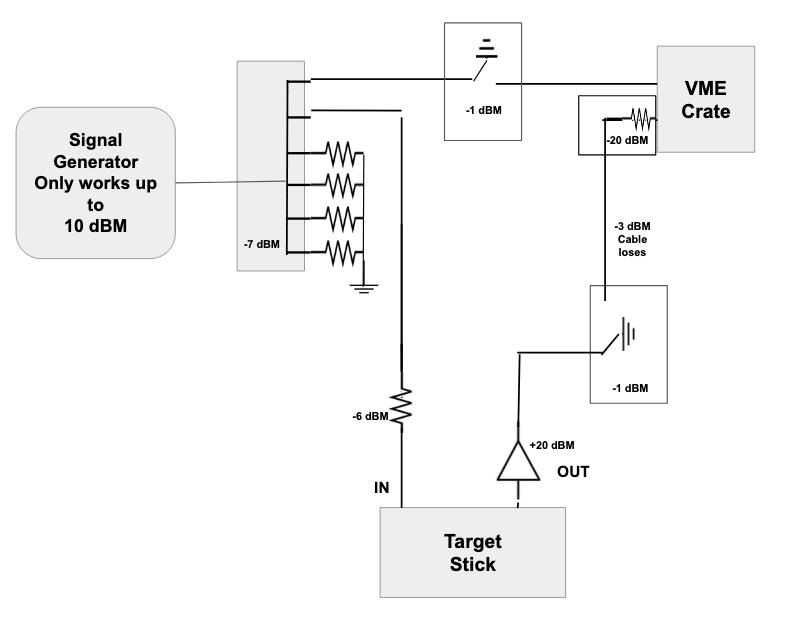 Signal
Generator
Only works up
to
10 dBM
-7 dBM
-1 dBM
VME
Crate
-20 dBM
-3 dBM
Cable
loses
-1 dBM
-6 dBM
+20 dBM
OUT
IN
Target
Stick